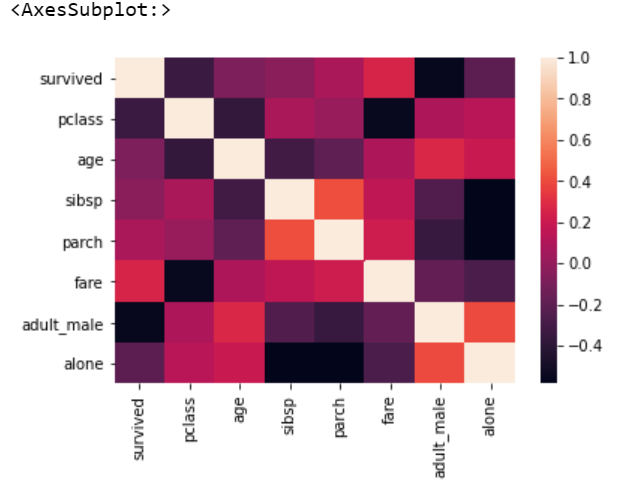 <AxesSubplot:>
survived
pclass
age
sibsp
parch
fare
adult_male
alone
survived
pclass
age
sibsp
parch
fare
adult_male
alone
1.0
0.8
0.6
0.4
0.2
0.0
−0.2
−0.4